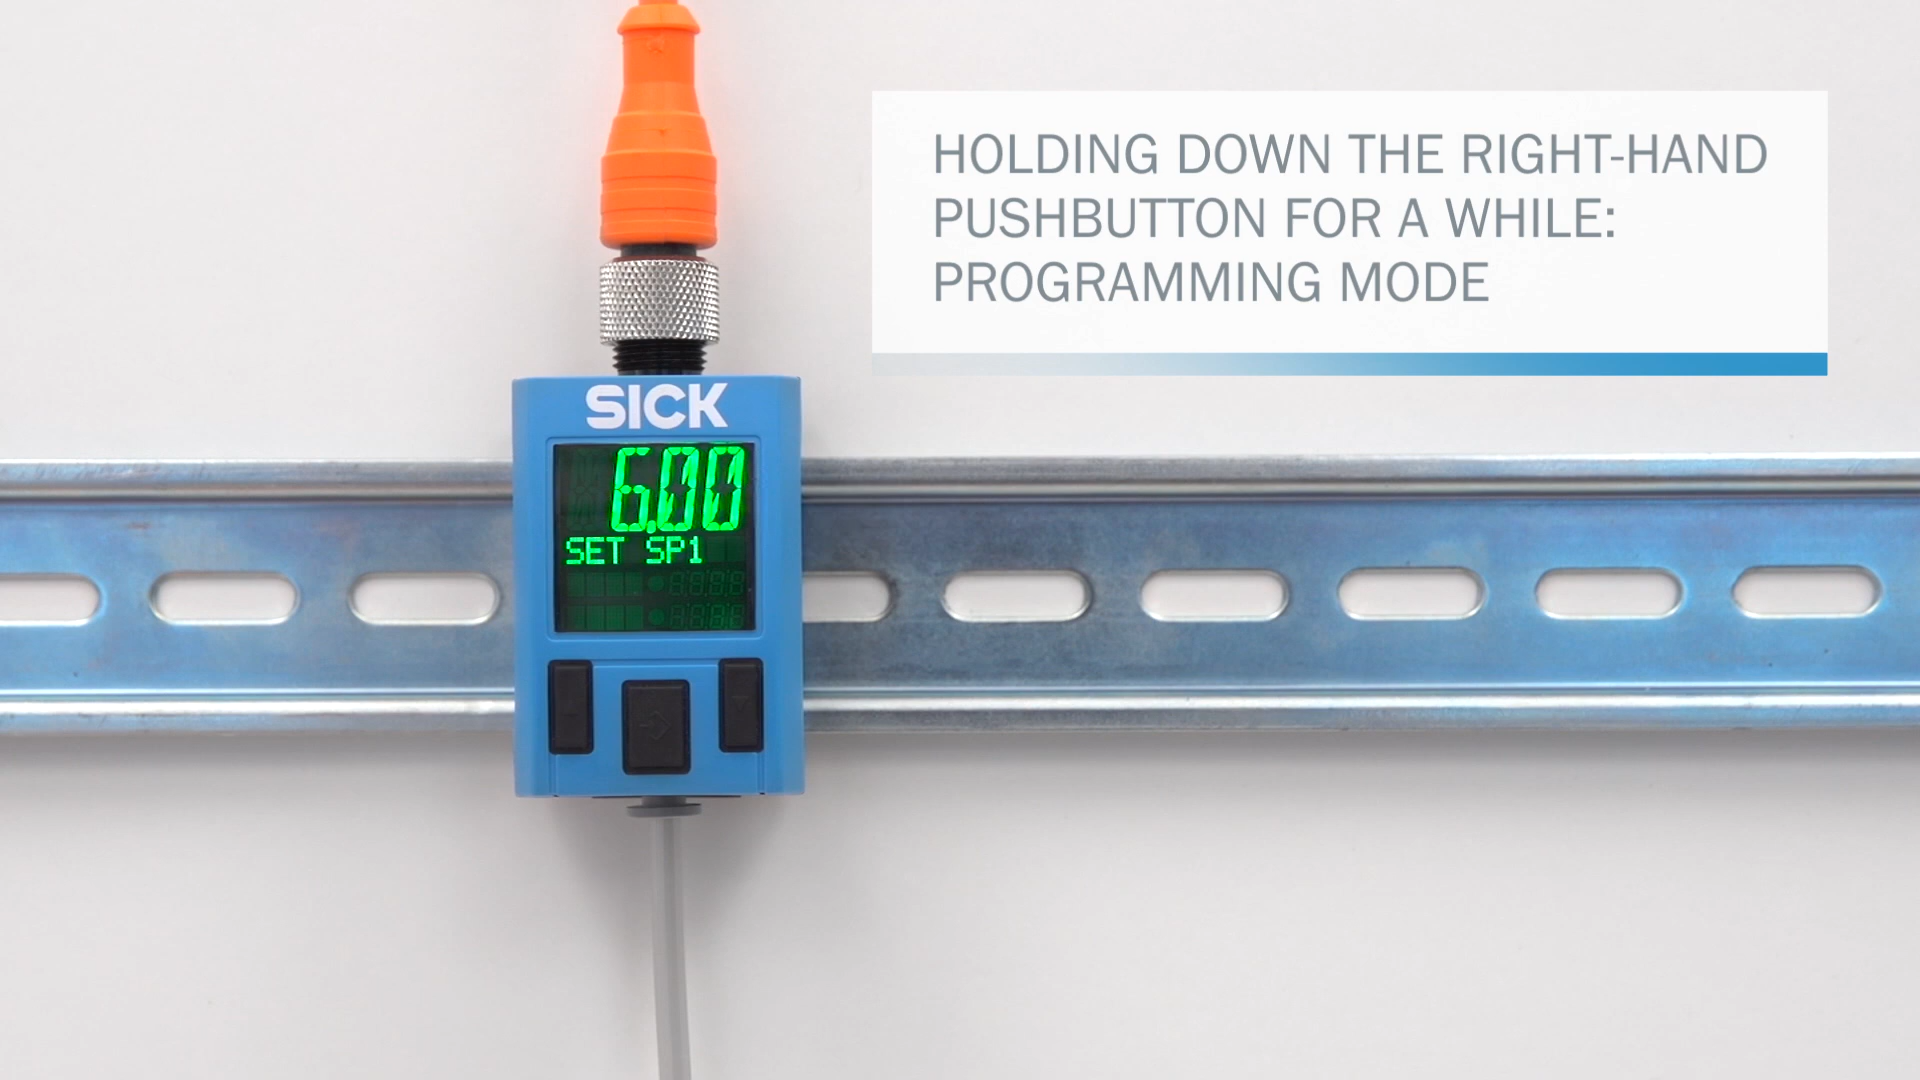 HOLDING DOWN THE RIGHT-HAND
PUSHBUTTON FOR A WHILE:
PROGRAMMING MODE
SICK
6.00
SET SP1